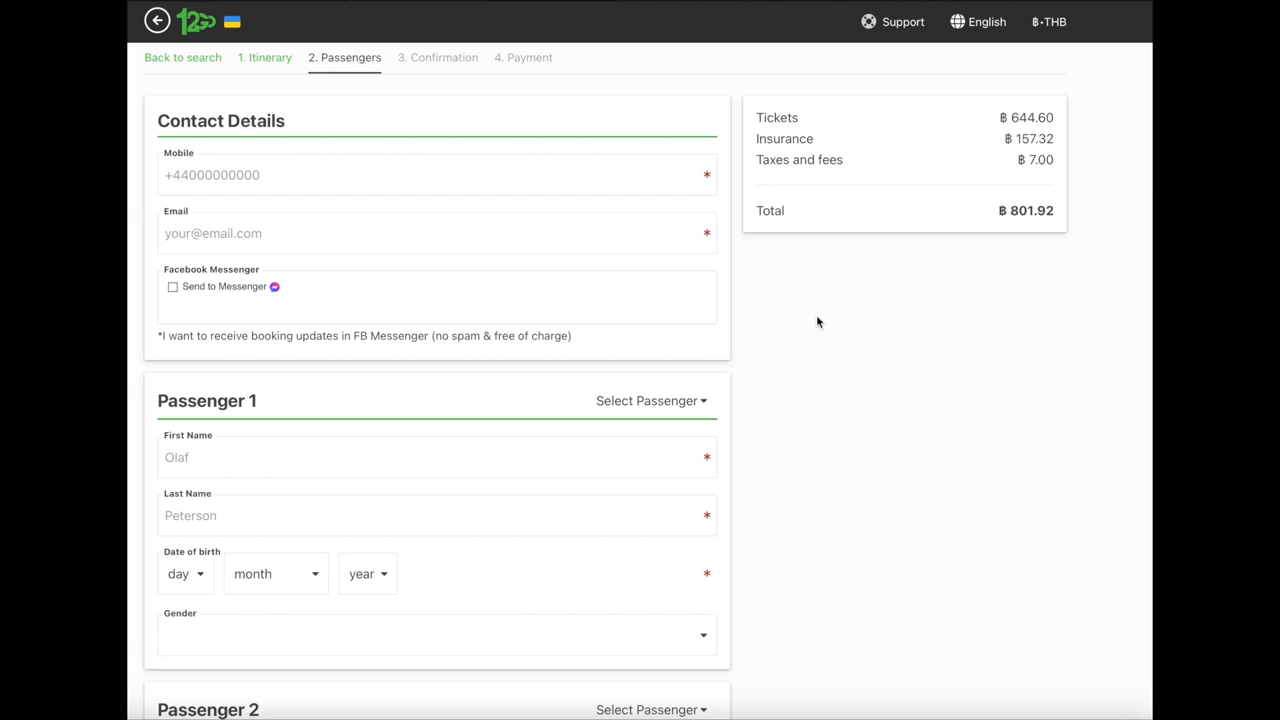 12GO
Support
English
฿•THB
Back to search
1. Itinerary
2. Passengers
3. Confirmation
4. Payment
Contact Details
Mobile
+44000000000
*
Email
your@email.com
*
Facebook Messenger
Send to Messenger
*I want to receive booking updates in FB Messenger (no spam & free of charge)
Tickets ฿ 644.60
Insurance ฿ 157.32
Taxes and fees ฿ 7.00
Total ฿ 801.92
Passenger 1
Select Passenger
First Name
Olaf
*
Last Name
Peterson
*
Date of birth
day month year *
Gender
Passenger 2
Select Passenger